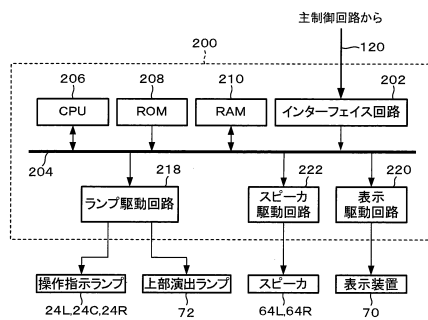 主制御回路から
120
200
206
208
210
202
CPU
ROM
RAM
インターフェイス回路
204
218
222
220
ランプ駆動回路
スピーカ
駆動回路
表示
駆動回路
操作指示ランプ
上部演出ランプ
スピーカ
表示装置
24L,24C,24R
72
64L,64R
70